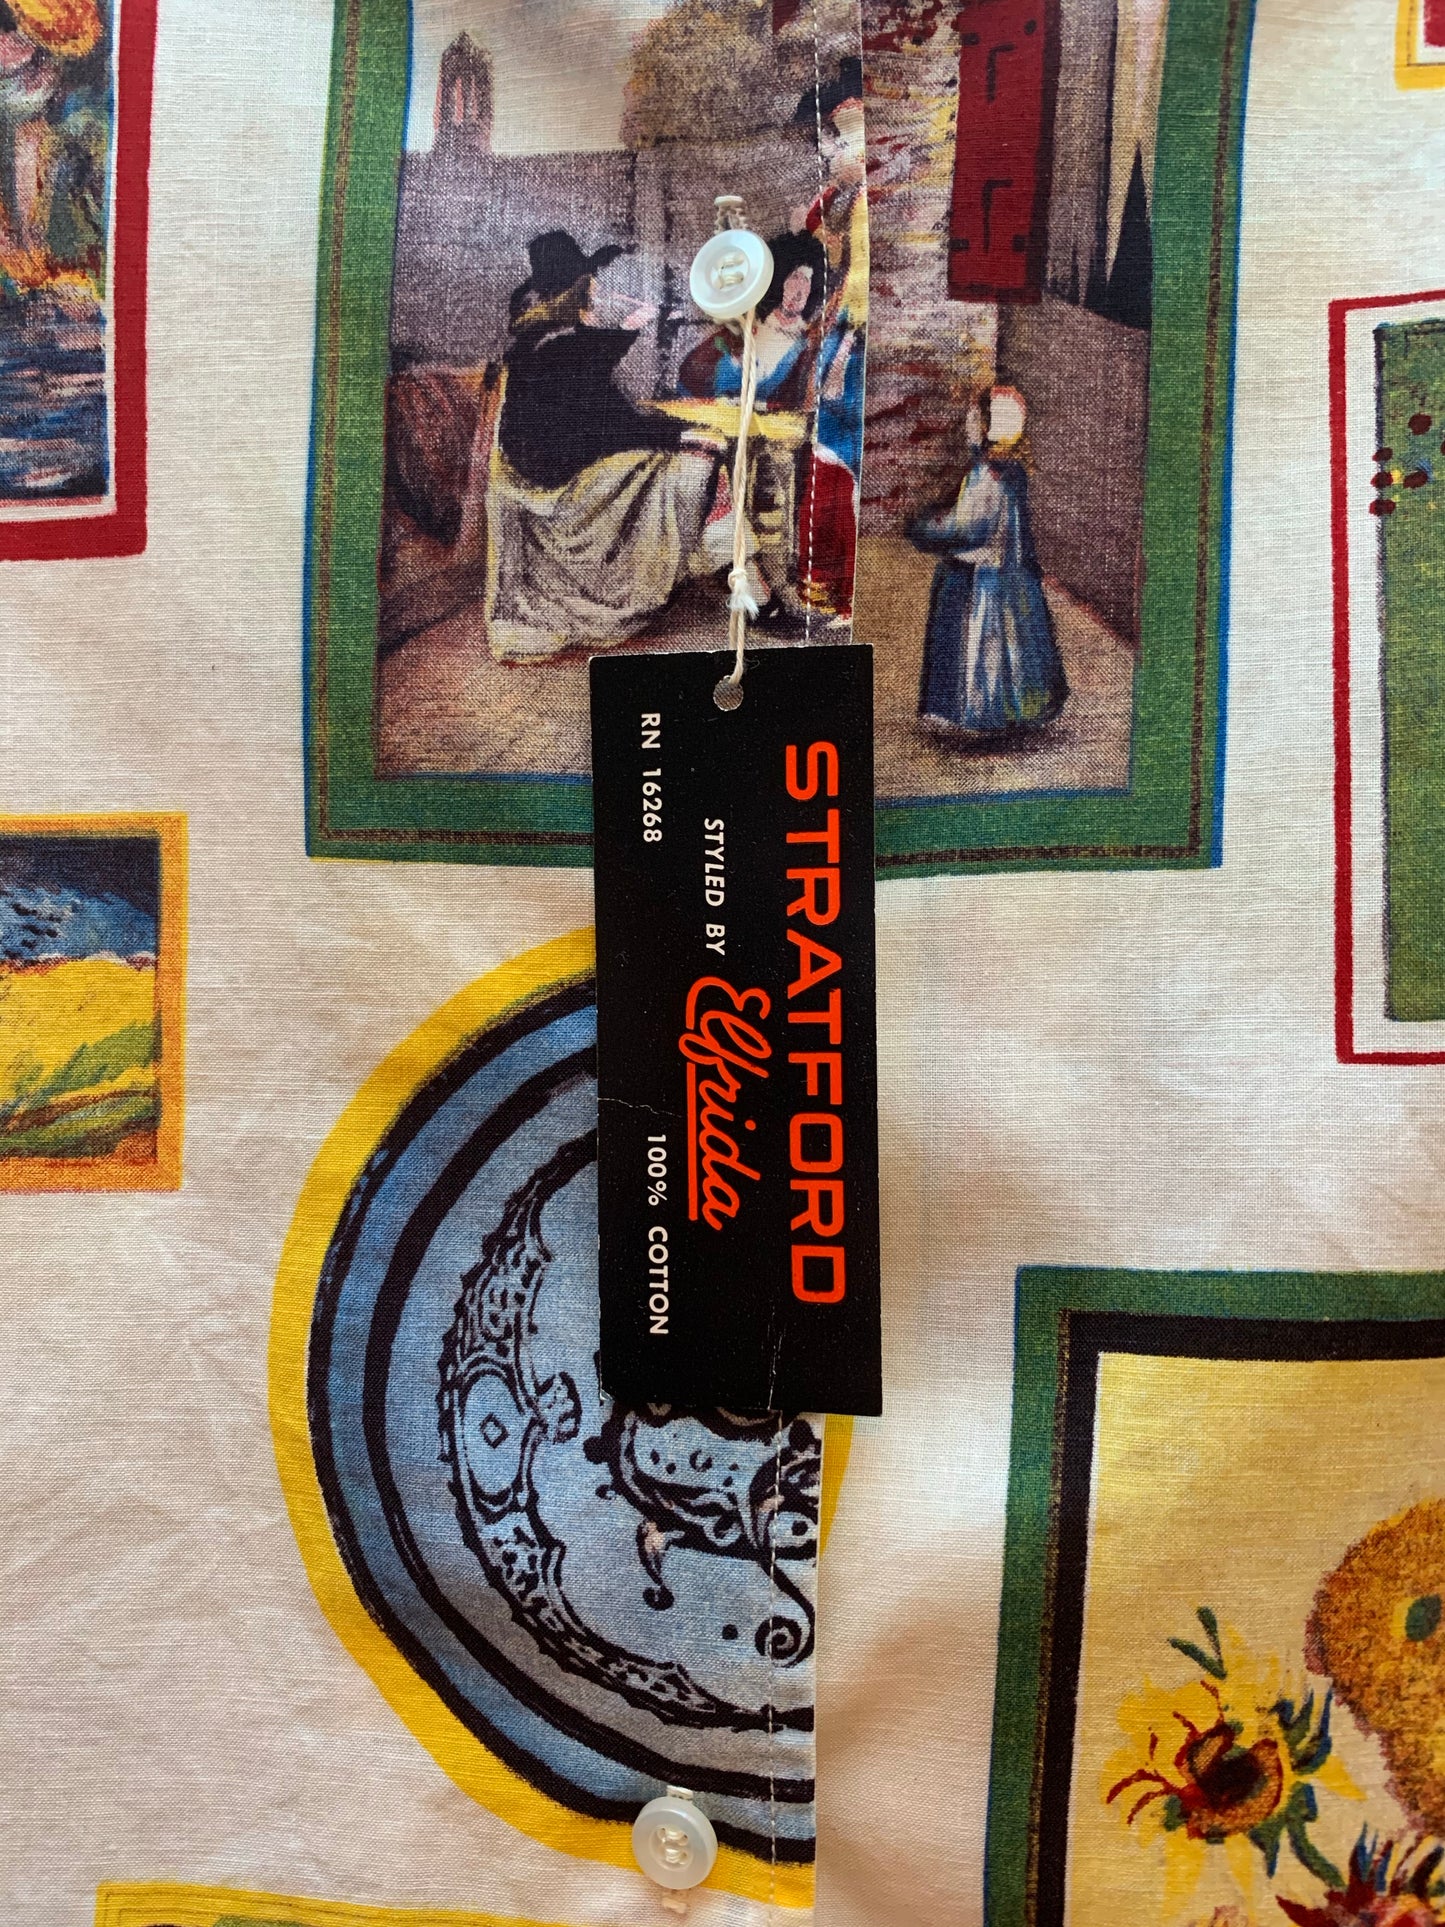 STRATFORD
STYLED BY Elfrida
RN 16268 100% COTTON